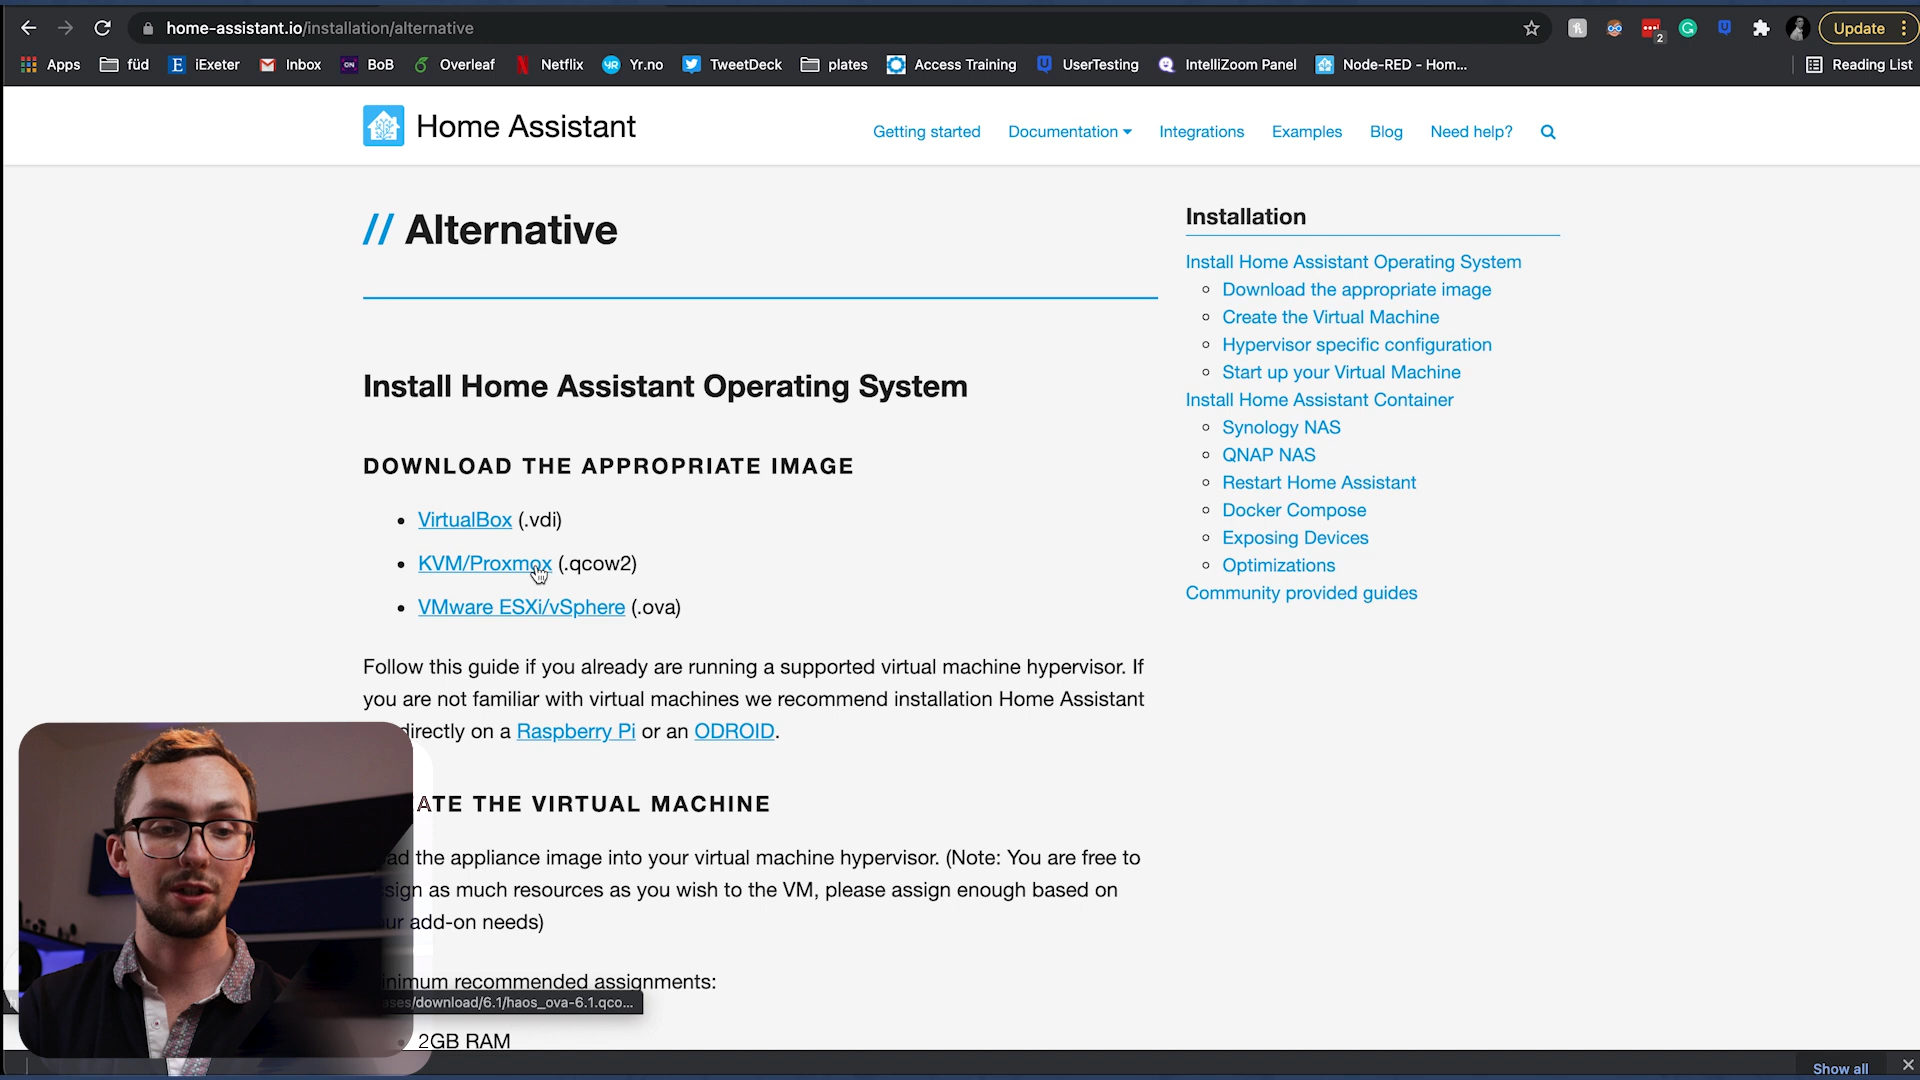 home-assistant.io/installation/alternative
2
Update
Apps
füd
iExeter
Inbox
BoB
Overleaf
Netflix
Yr.no
TweetDeck
plates
Access Training
UserTesting
IntelliZoom Panel
Node-RED - Hom...
Reading List
Home Assistant
Getting started
Documentation
Integrations
Examples
Blog
Need help?
// Alternative
Install Home Assistant Operating System
DOWNLOAD THE APPROPRIATE IMAGE
• VirtualBox (.vdi)
• KVM/Proxmox (.qcow2)
• VMware ESXi/vSphere (.ova)
Follow this guide if you already are running a supported virtual machine hypervisor. If
you are not familiar with virtual machines we recommend installation Home Assistant
directly on a Raspberry Pi or an ODROID.
ATE THE VIRTUAL MACHINE
ad the appliance image into your virtual machine hypervisor. (Note: You are free to
sign as much resources as you wish to the VM, please assign enough based on
ur add-on needs)
inimum recommended assignments:
ases/download/6.1/haos_ova-6.1.qco...
• 2GB RAM
Installation
Install Home Assistant Operating System
Download the appropriate image
Create the Virtual Machine
Hypervisor specific configuration
Start up your Virtual Machine
Install Home Assistant Container
Synology NAS
QNAP NAS
Restart Home Assistant
Docker Compose
Exposing Devices
Optimizations
Community provided guides
Show all